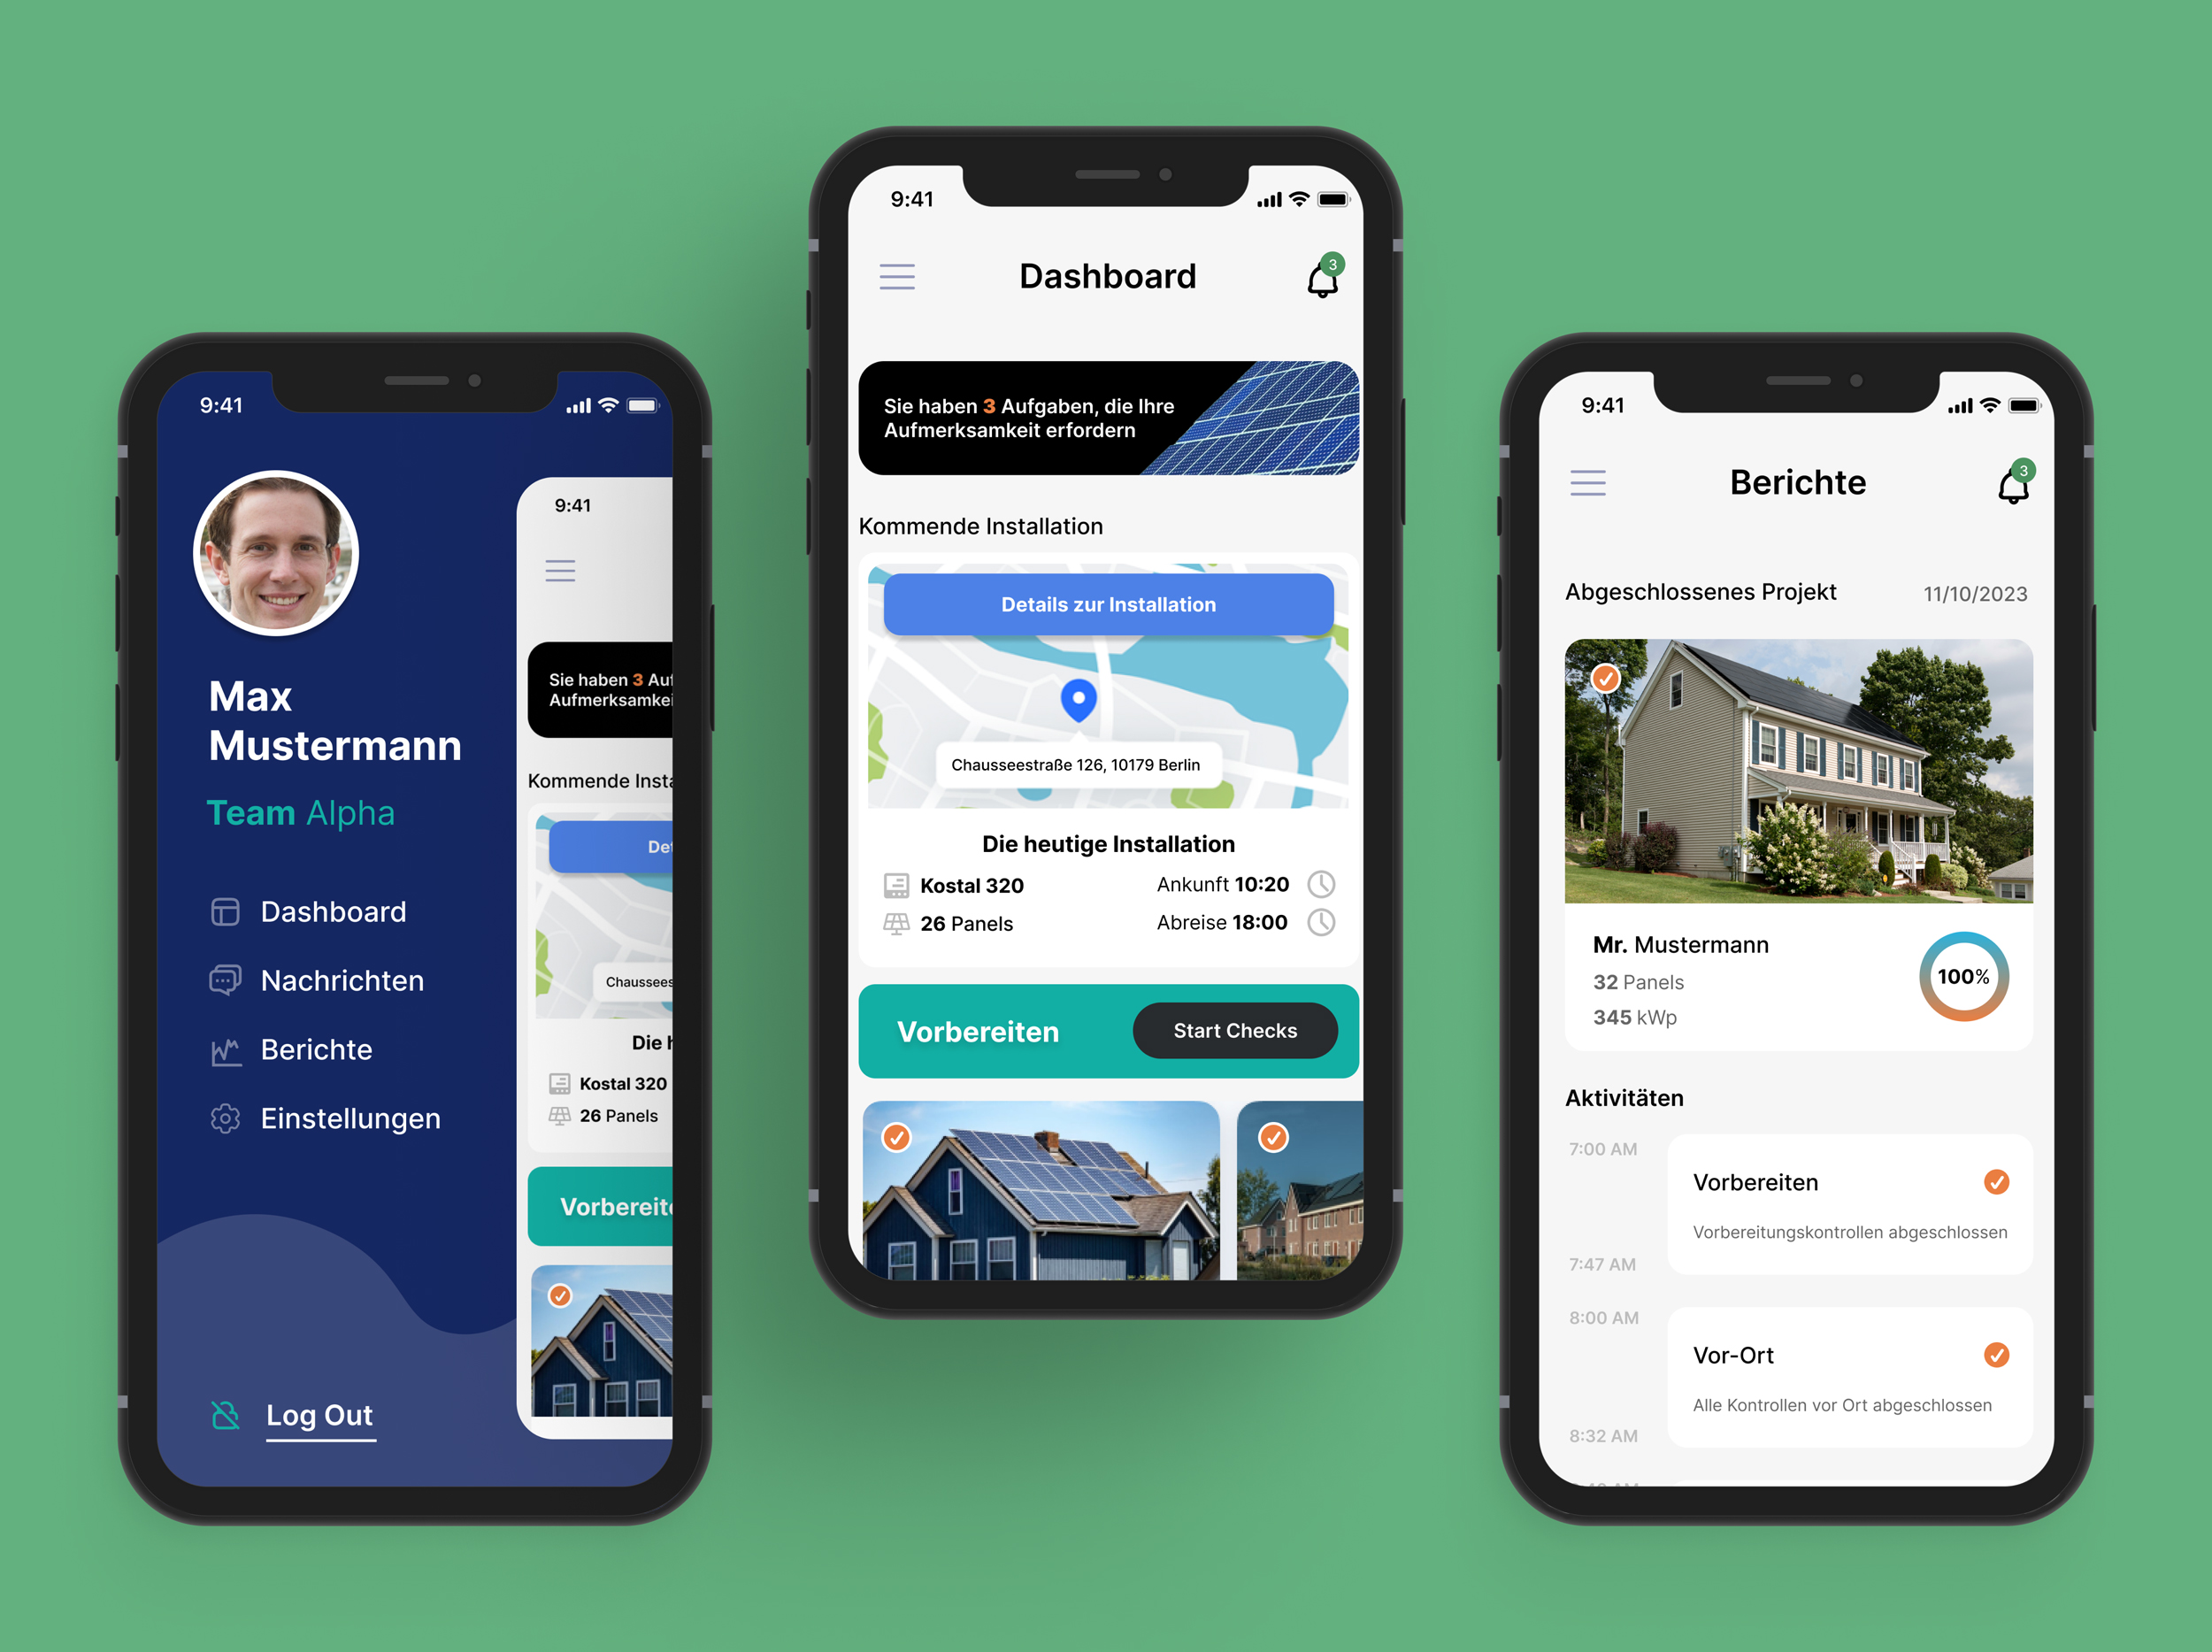 9:41
Max
Mustermann
Team Alpha
Dashboard
Nachrichten
Berichte
Einstellungen
Log Out
9:41
Sie haben 3 Auf
Aufmerksamkei
Kommende Insta
Det
Chaussees
Die h
Kostal 320
26 Panels
Vorbereite
9:41
Dashboard
3
Sie haben 3 Aufgaben, die Ihre
Aufmerksamkeit erfordern
Kommende Installation
Details zur Installation
Chausseestraße 126, 10179 Berlin
Die heutige Installation
Kostal 320
Ankunft 10:20
26 Panels
Abreise 18:00
Vorbereiten
Start Checks
9:41
Berichte
3
Abgeschlossenes Projekt
11/10/2023
Mr. Mustermann
32 Panels
345 kWp
100%
Aktivitäten
7:00 AM
Vorbereiten
Vorbereitungskontrollen abgeschlossen
7:47 AM
8:00 AM
Vor-Ort
Alle Kontrollen vor Ort abgeschlossen
8:32 AM